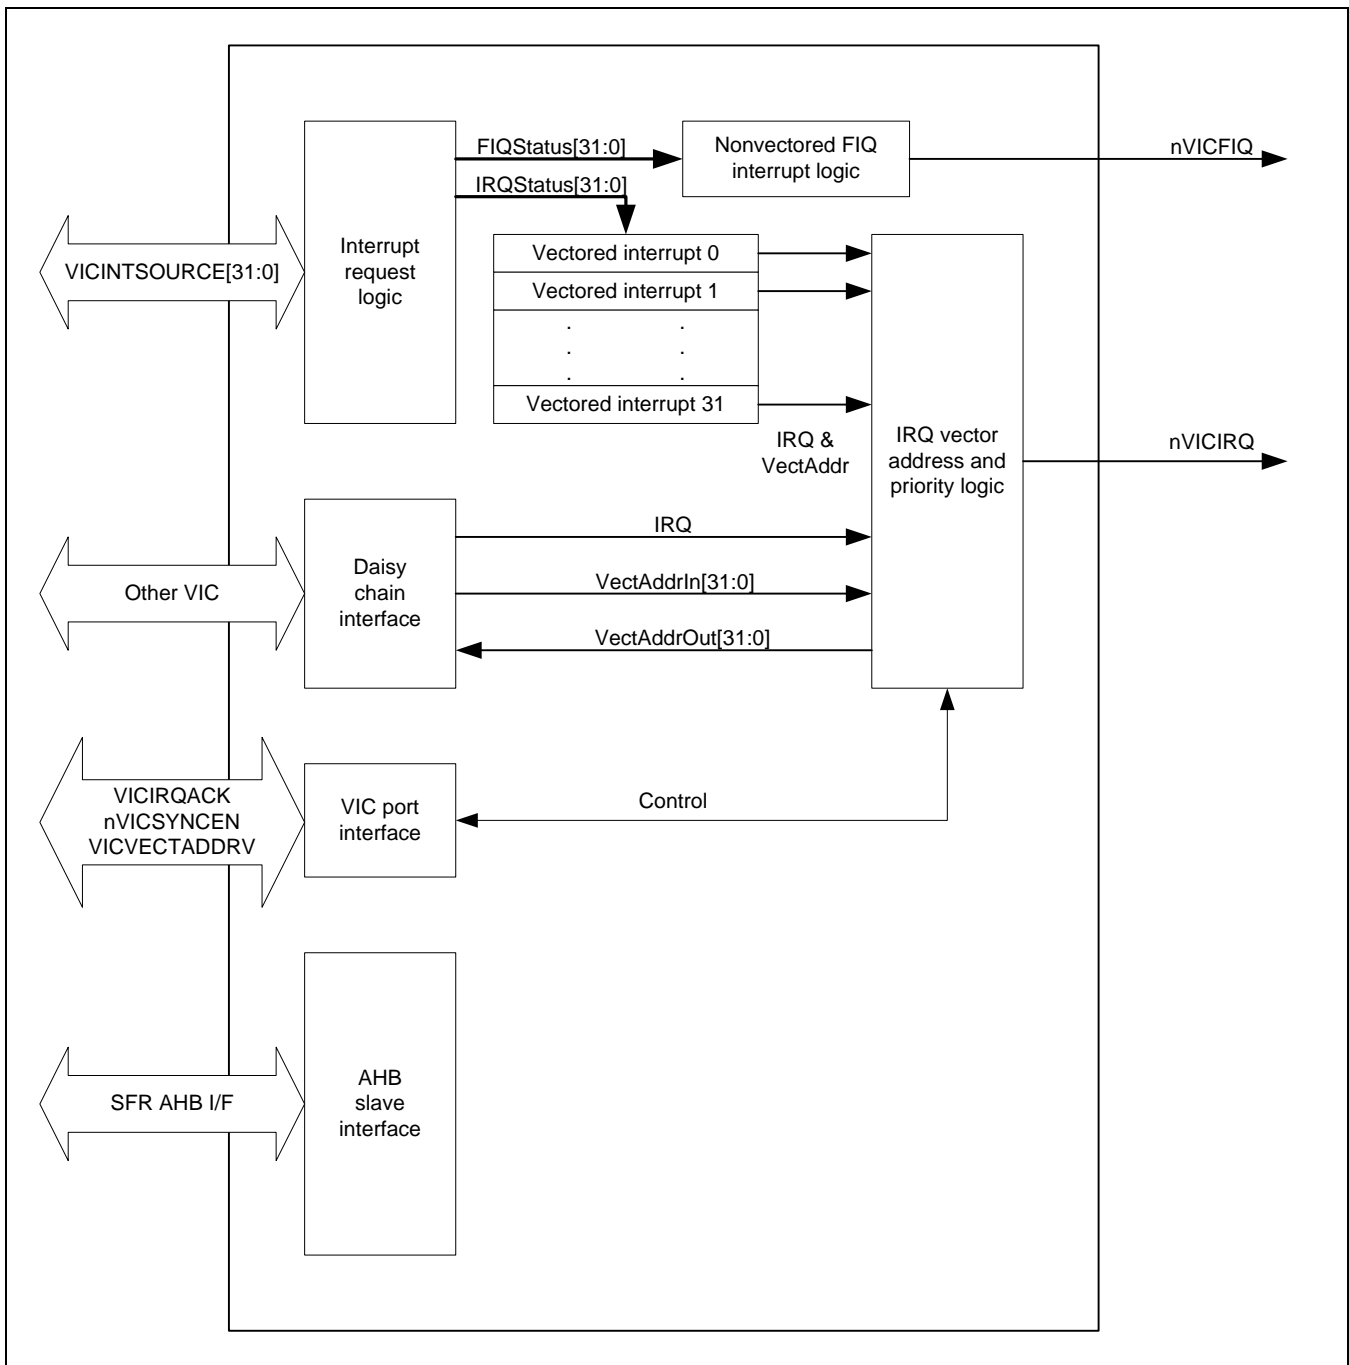 FIQStatus[31:0]
Nonvectored FIQ
interrupt logic
nVICFIQ
IRQStatus[31:0]
VICINTSOURCE[31:0]
Interrupt
request
logic
Vectored interrupt 0
Vectored interrupt 1
. .
. .
. .
Vectored interrupt 31
IRQ &
VectAddr
IRQ vector
address and
priority logic
nVICIRQ
Other VIC
Daisy
chain
interface
IRQ
VectAddrIn[31:0]
VectAddrOut[31:0]
VICIRQACK
nVICSYNCEN
VICVECTADDRV
VIC port
interface
Control
SFR AHB I/F
AHB
slave
interface